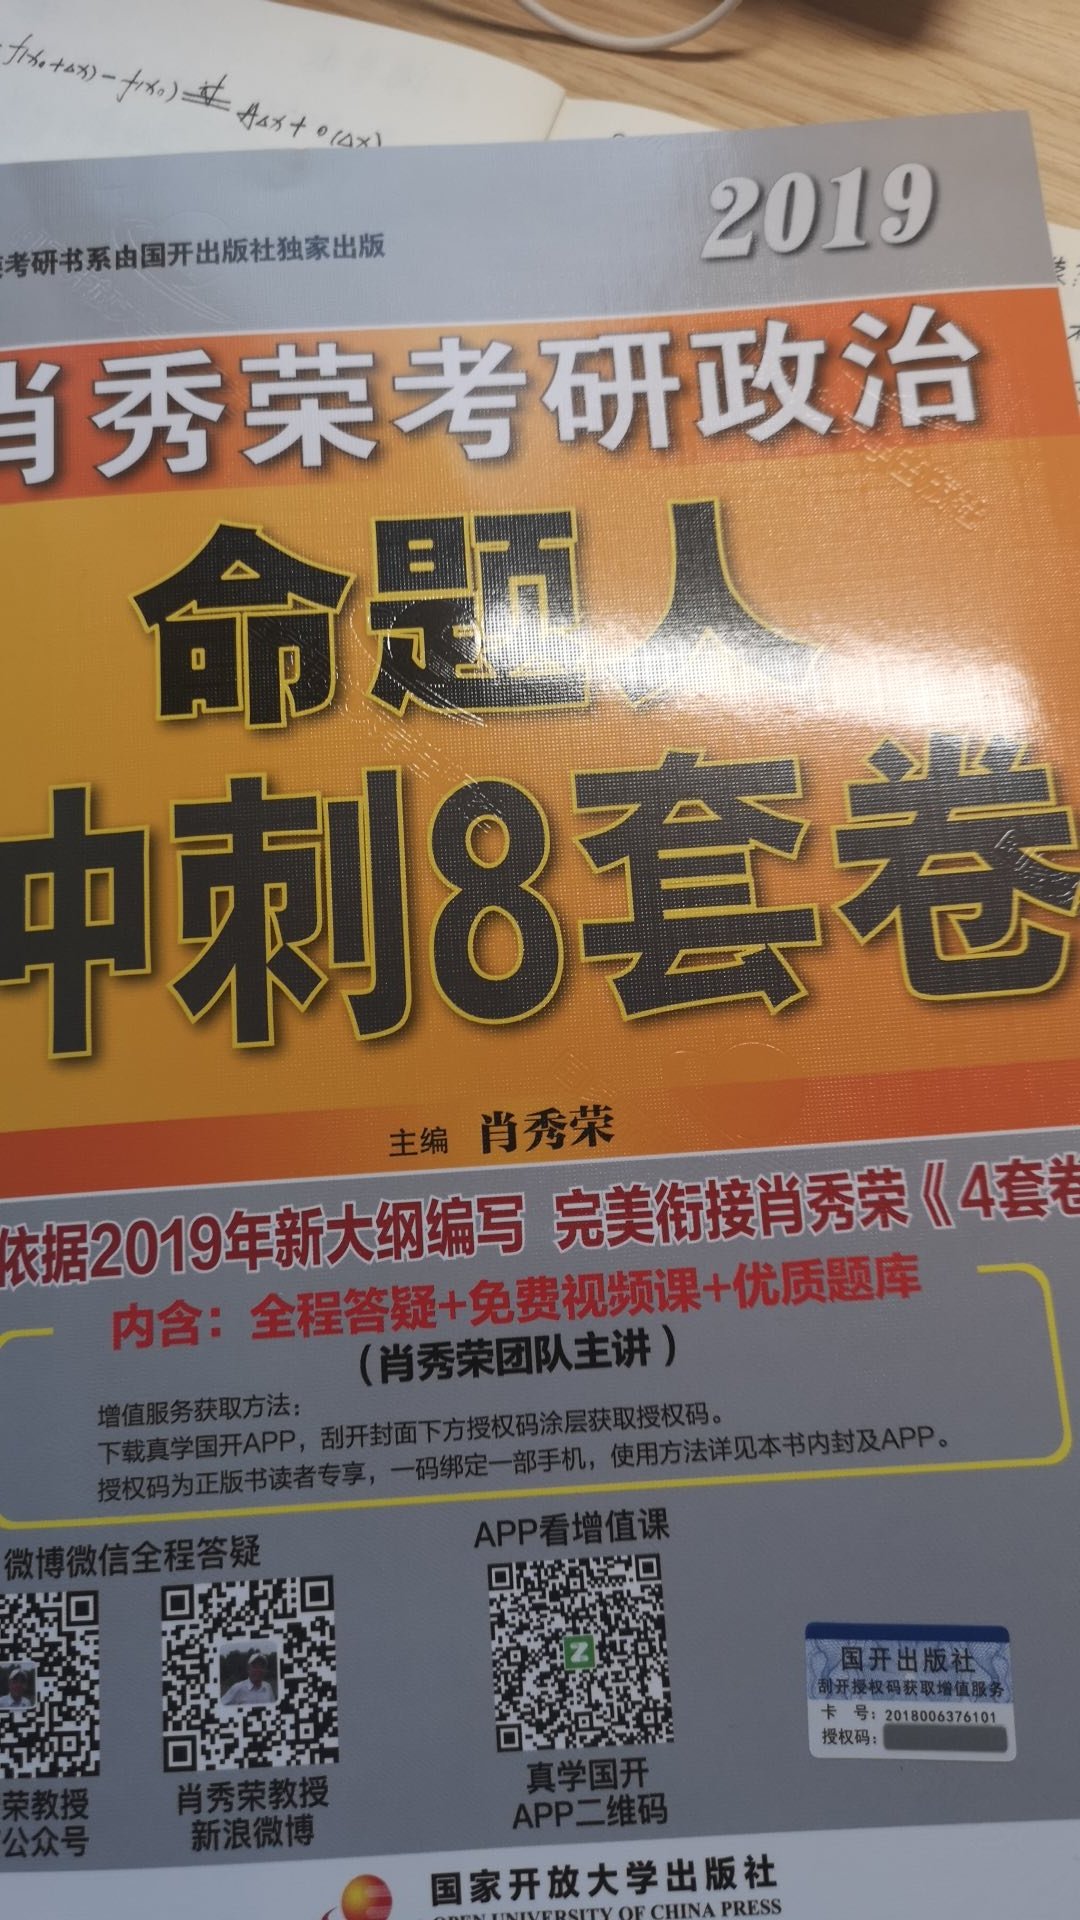 f(x₀+Δx)-f(x₀) AΔx+o(Δx)
2019
考研书系由国开出版社独家出版
肖秀荣考研政治
命题人
冲刺8套卷
主编 肖秀荣
依据2019年新大纲编写 完美衔接肖秀荣《4套卷
内含：全程答疑+免费视频课+优质题库
（肖秀荣团队主讲）
增值服务获取方法：
下载真学国开APP，刮开封面下方授权码涂层获取授权码。
授权码为正版书读者专享，一码绑定一部手机，使用方法详见本书内封及APP。
微博微信全程答疑
APP看增值课
国开出版社
刮开授权码获取增值服务
卡 号：2018006376101
授权码：
荣教授
公众号
肖秀荣教授
新浪微博
真学国开
APP二维码
国家开放大学出版社
OPEN UNIVERSITY OF CHINA PRESS